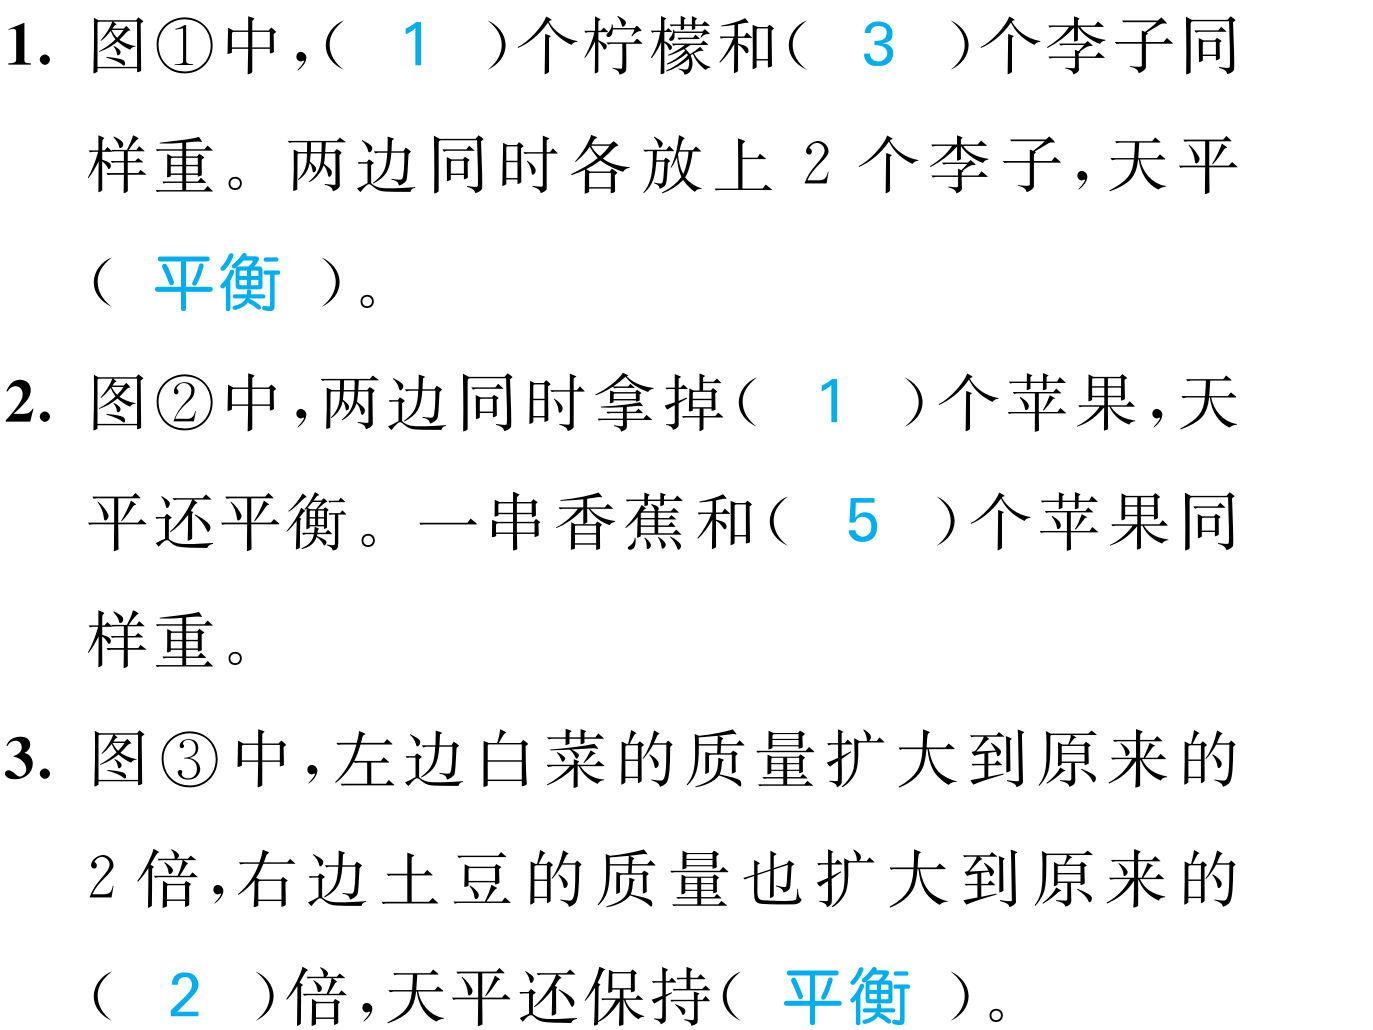 1. 图①中,( 1 )个柠檬和( 3 )个李子同
样重。两边同时各放上 2 个李子,天平
( 平衡 )。
2. 图②中,两边同时拿掉( 1 )个苹果,天
平还平衡。一串香蕉和( 5 )个苹果同
样重。
3. 图③中,左边白菜的质量扩大到原来的
2 倍,右边土豆的质量也扩大到原来的
( 2 )倍,天平还保持( 平衡 )。